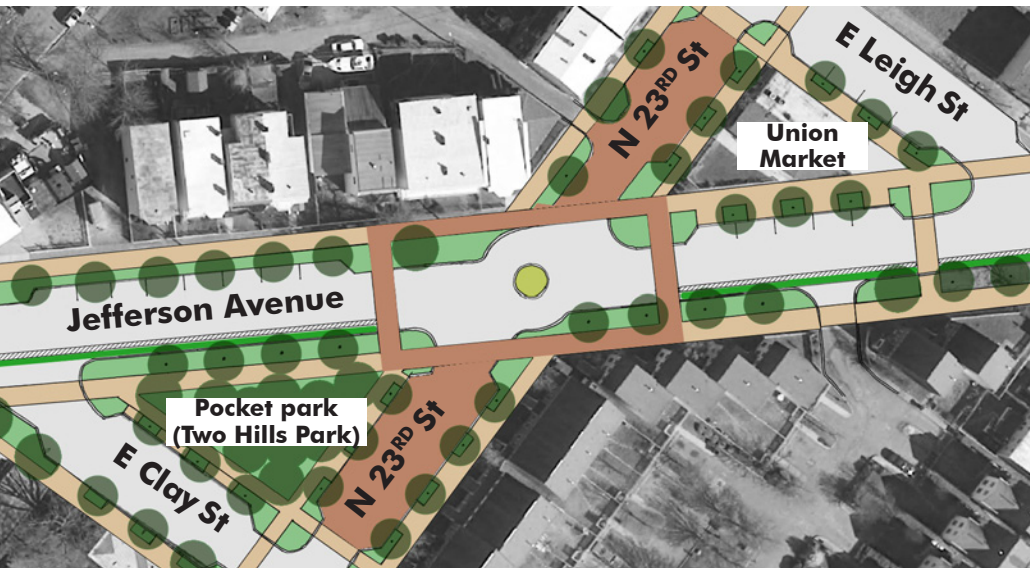 N 23RD St
E Leigh St
Union
Market
Jefferson Avenue
Pocket park
(Two Hills Park)
E Clay St
N 23RD St